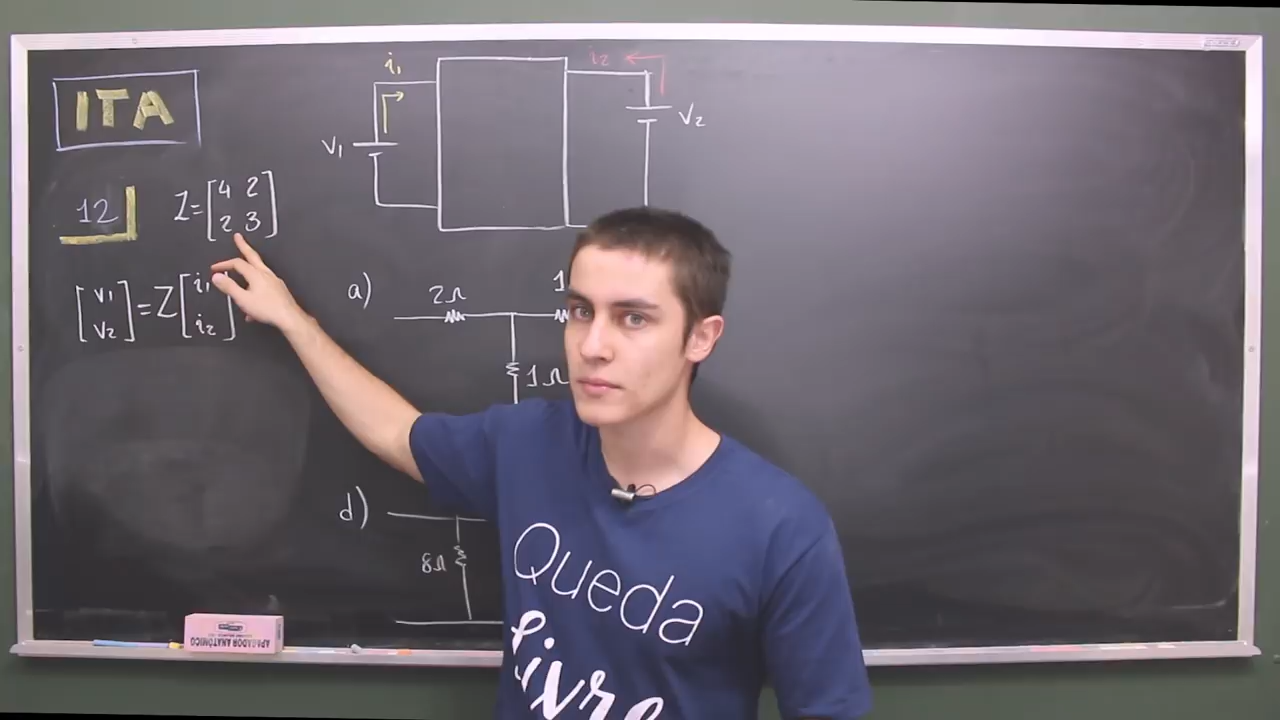 ITA
i₁
i₂
V₁
V₂
12
Z=[4 2
2 3]
[V₁
V₂]=Z[i₁
i₂]
a)
2Ω
1Ω
d)
8Ω
Queda
Livre
APAGADOR ANATÔMICO